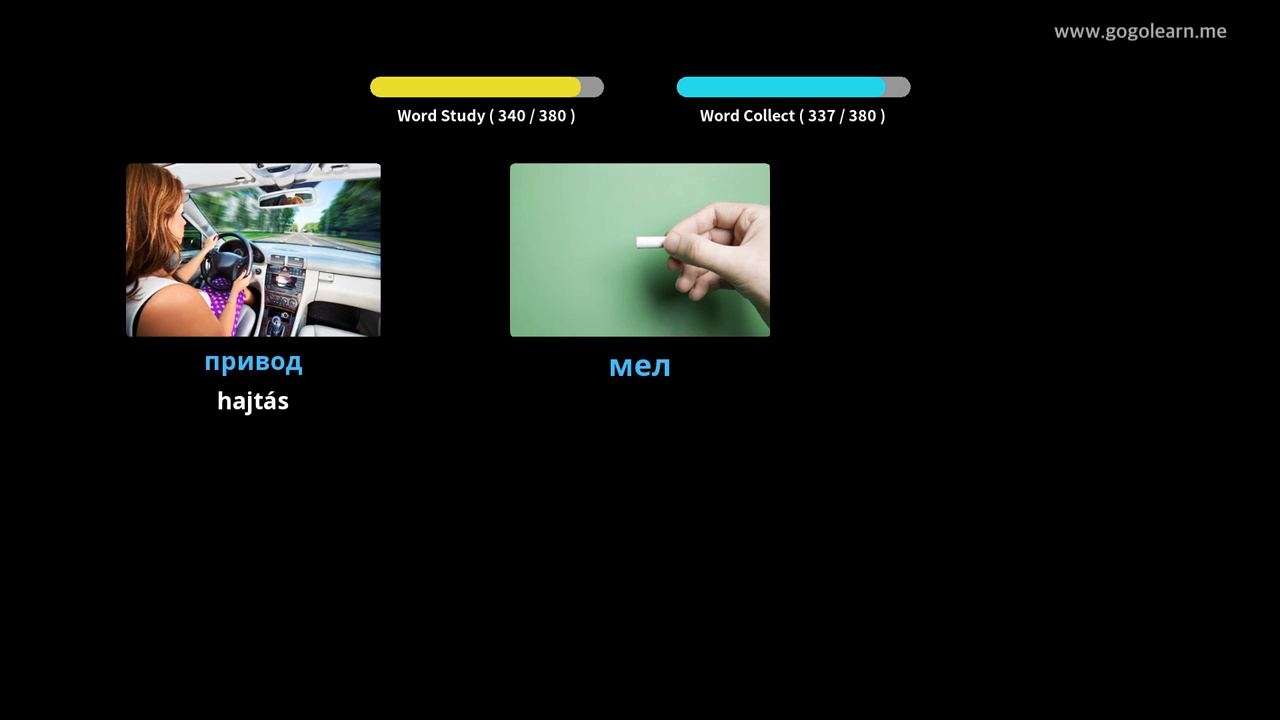 www.gogolearn.me
Word Study ( 340 / 380 )
Word Collect ( 337 / 380 )
привод
hajtás
мел